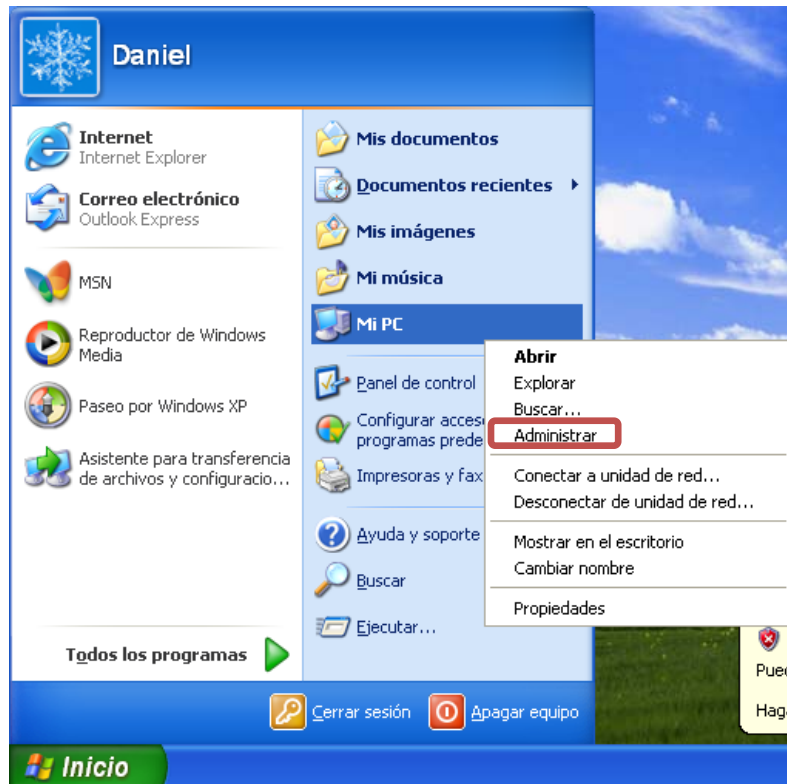 Daniel
Internet
Internet Explorer
Correo electrónico
Outlook Express
MSN
Reproductor de Windows
Media
Paseo por Windows XP
Asistente para transferencia
de archivos y configuracio...
Todos los programas
Mis documentos
Documentos recientes
Mis imágenes
Mi música
Mi PC
Panel de control
Configurar acces
programas prede
Impresoras y fax
Ayuda y soporte
Buscar
Ejecutar...
Abrir
Explorar
Buscar...
Administrar
Conectar a unidad de red...
Desconectar de unidad de red...
Mostrar en el escritorio
Cambiar nombre
Propiedades
Pued
Haga
Cerrar sesión
Apagar equipo
Inicio